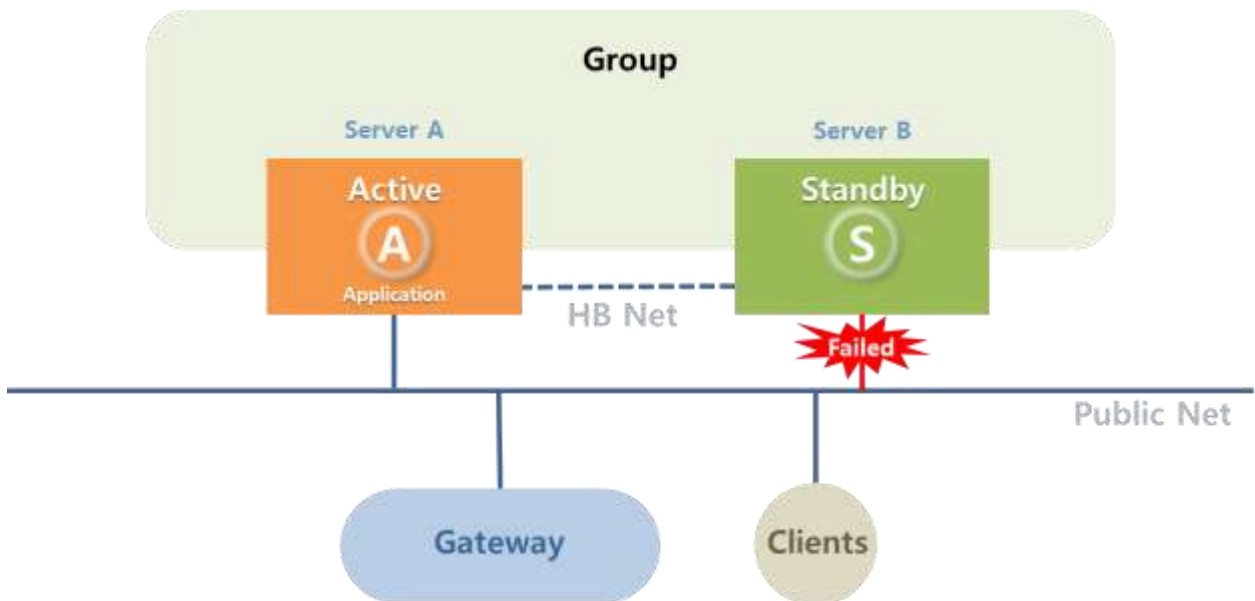 Group
Server A
Server B
Active
A
Application
Standby
S
HB Net
Failed
Public Net
Gateway
Clients